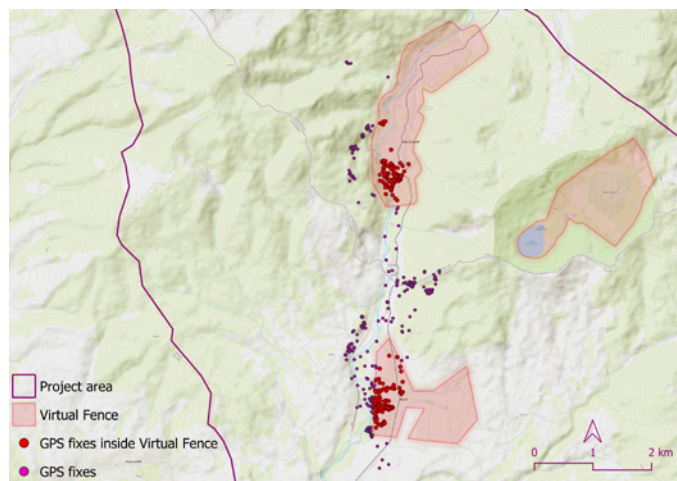 Project area
Virtual Fence
GPS fixes inside Virtual Fence
GPS fixes
0 1 2 km